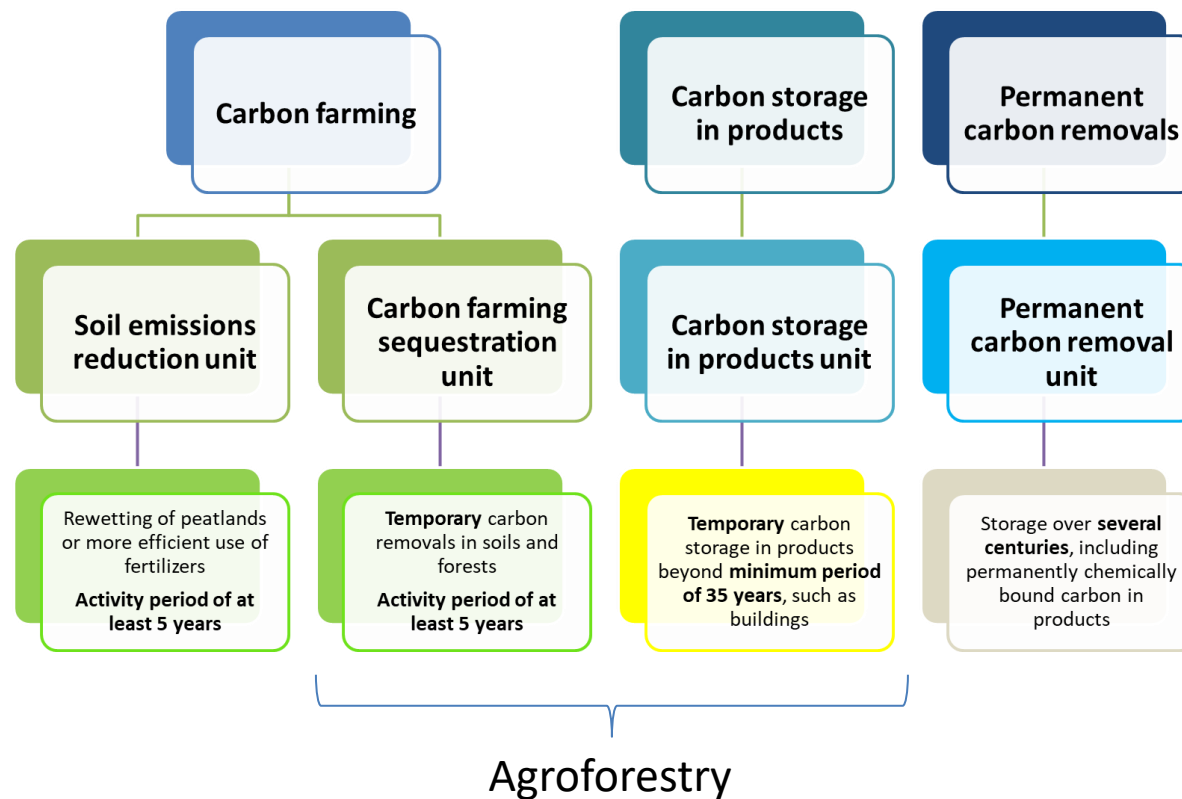 Carbon farming
Carbon storage
in products
Permanent
carbon removals
Soil emissions
reduction unit
Carbon farming
sequestration
unit
Carbon storage
in products unit
Permanent
carbon removal
unit
Rewetting of peatlands
or more efficient use of
fertilizers
Activity period of at
least 5 years
Temporary carbon
removals in soils and
forests
Activity period of at
least 5 years
Temporary carbon
storage in products
beyond minimum period
of 35 years, such as
buildings
Storage over several
centuries, including
permanently chemically
bound carbon in
products
Agroforestry